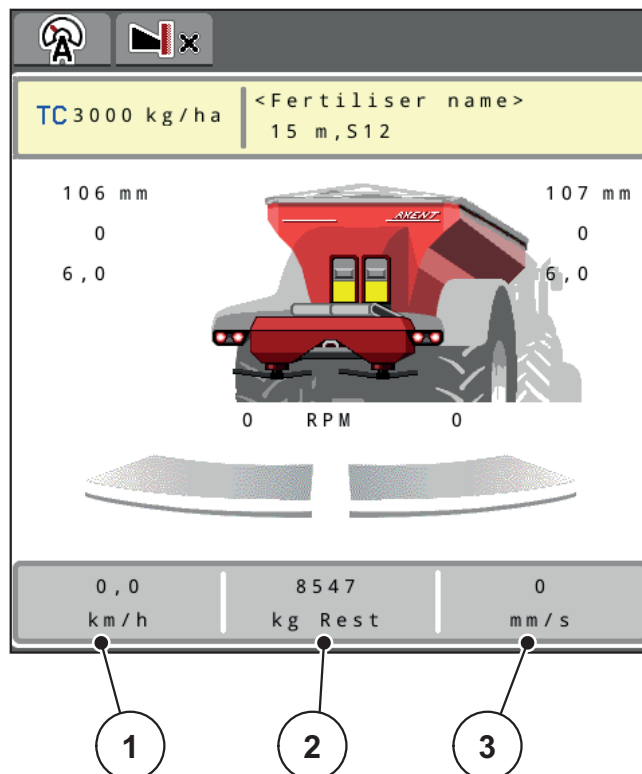 A
x
TC 3000 kg/ha
<Fertiliser name>
15 m,S12
106 mm
107 mm
0
0
6,0
6,0
AXENT
0 RPM 0
0,0
8547
0
km/h
kg Rest
mm/s
1
2
3